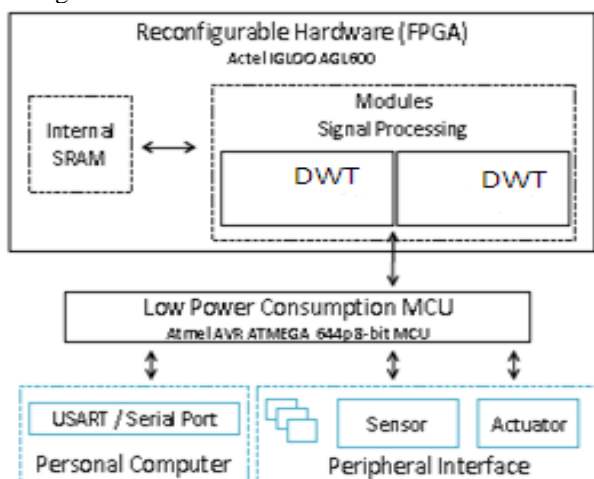 Reconfigurable Hardware (FPGA)
Actel IGLOO AGL600
Modules
Signal Processing
Internal
SRAM
DWT
DWT
Low Power Consumption MCU
Atmel AVR ATMEGA 644p8-bit MCU
USART / Serial Port
Sensor
Actuator
Personal Computer
Peripheral Interface